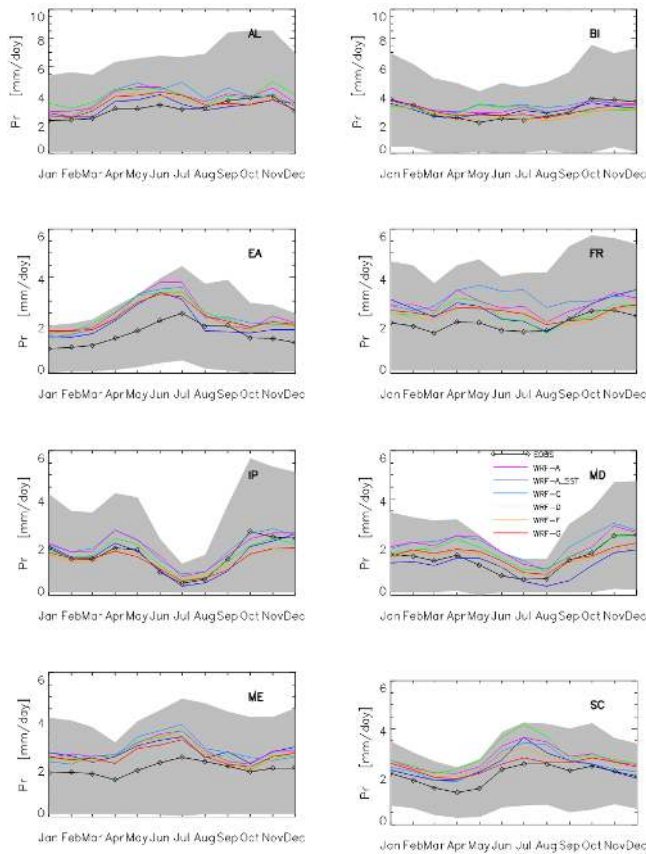 AL
BI
10
8
6
4
2
0
Pr [mm/day]
Jan Feb Mar Apr May Jun Jul Aug Sep Oct Nov Dec
10
8
6
4
2
0
Pr [mm/day]
Jan Feb Mar Apr May Jun Jul Aug Sep Oct Nov Dec
EA
FR
6
4
2
0
Pr [mm/day]
Jan Feb Mar Apr May Jun Jul Aug Sep Oct Nov Dec
6
4
2
0
Pr [mm/day]
Jan Feb Mar Apr May Jun Jul Aug Sep Oct Nov Dec
IP
MD
6
4
2
0
Pr [mm/day]
Jan Feb Mar Apr May Jun Jul Aug Sep Oct Nov Dec
6
4
2
0
Pr [mm/day]
EOBS
WRF-A
WRF-A_SST
WRF-C
WRF-D
WRF-F
WRF-G
Jan Feb Mar Apr May Jun Jul Aug Sep Oct Nov Dec
ME
SC
6
4
2
0
Pr [mm/day]
Jan Feb Mar Apr May Jun Jul Aug Sep Oct Nov Dec
6
4
2
0
Pr [mm/day]
Jan Feb Mar Apr May Jun Jul Aug Sep Oct Nov Dec